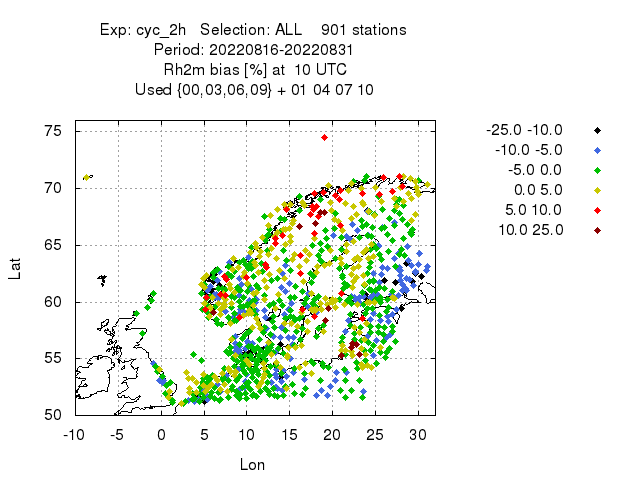 Exp: cyc_2h   Selection: ALL    901 stations
Period: 20220816-20220831
Rh2m bias [%] at  10 UTC
Used {00,03,06,09} + 01 04 07 10
75
70
65
60
55
50
Lat
-10 -5 0 5 10 15 20 25 30
Lon
-25.0 -10.0
-10.0 -5.0
-5.0 0.0
0.0 5.0
5.0 10.0
10.0 25.0